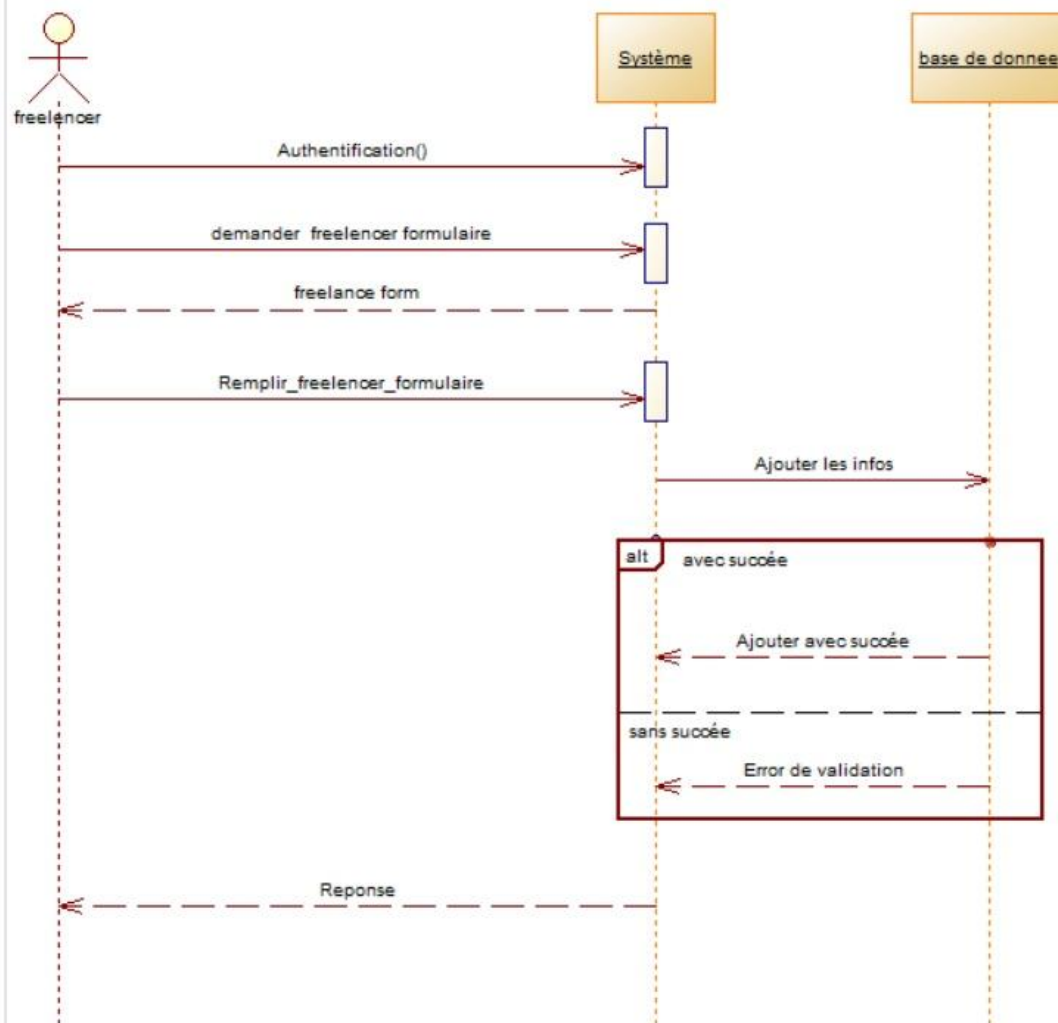 Système
base de donnee
freelencer
Authentification()
demander freelencer formulaire
freelance form
Remplir_freelencer_formulaire
Ajouter les infos
alt
avec succée
Ajouter avec succée
sans succée
Error de validation
Reponse